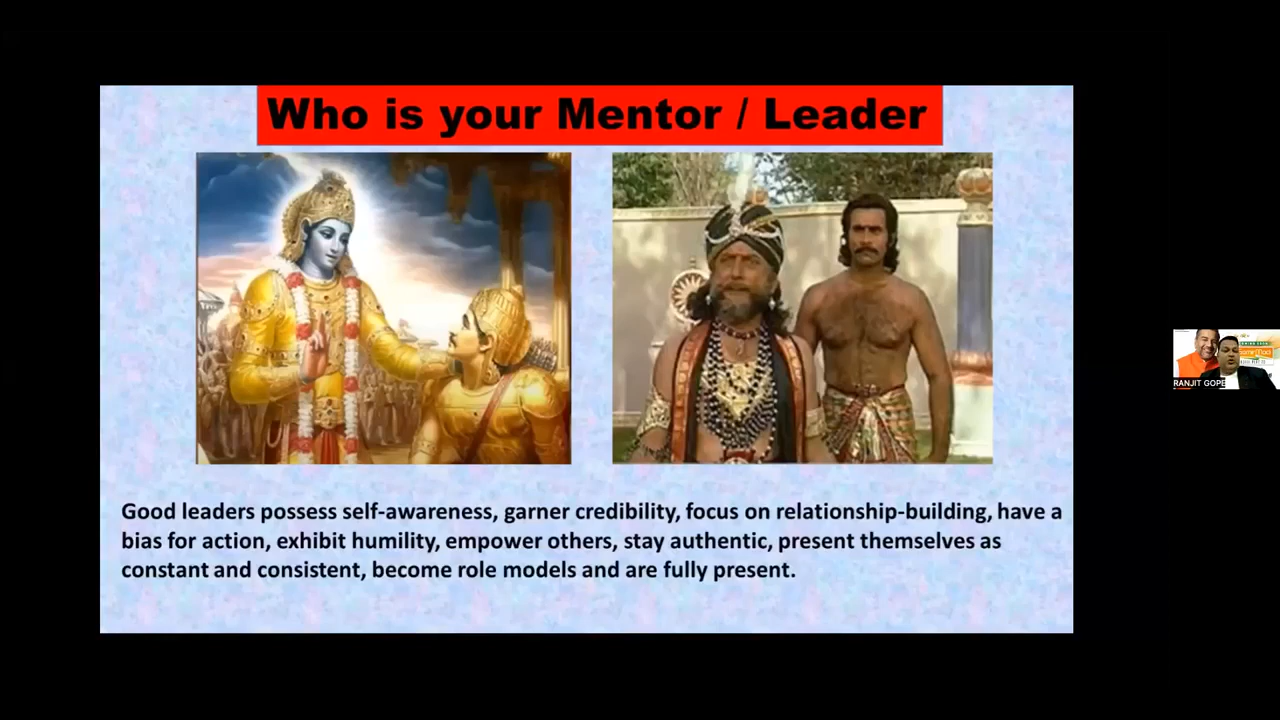 Who is your Mentor / Leader
Good leaders possess self-awareness, garner credibility, focus on relationship-building, have a
bias for action, exhibit humility, empower others, stay authentic, present themselves as
constant and consistent, become role models and are fully present.
RANJIT GOPE